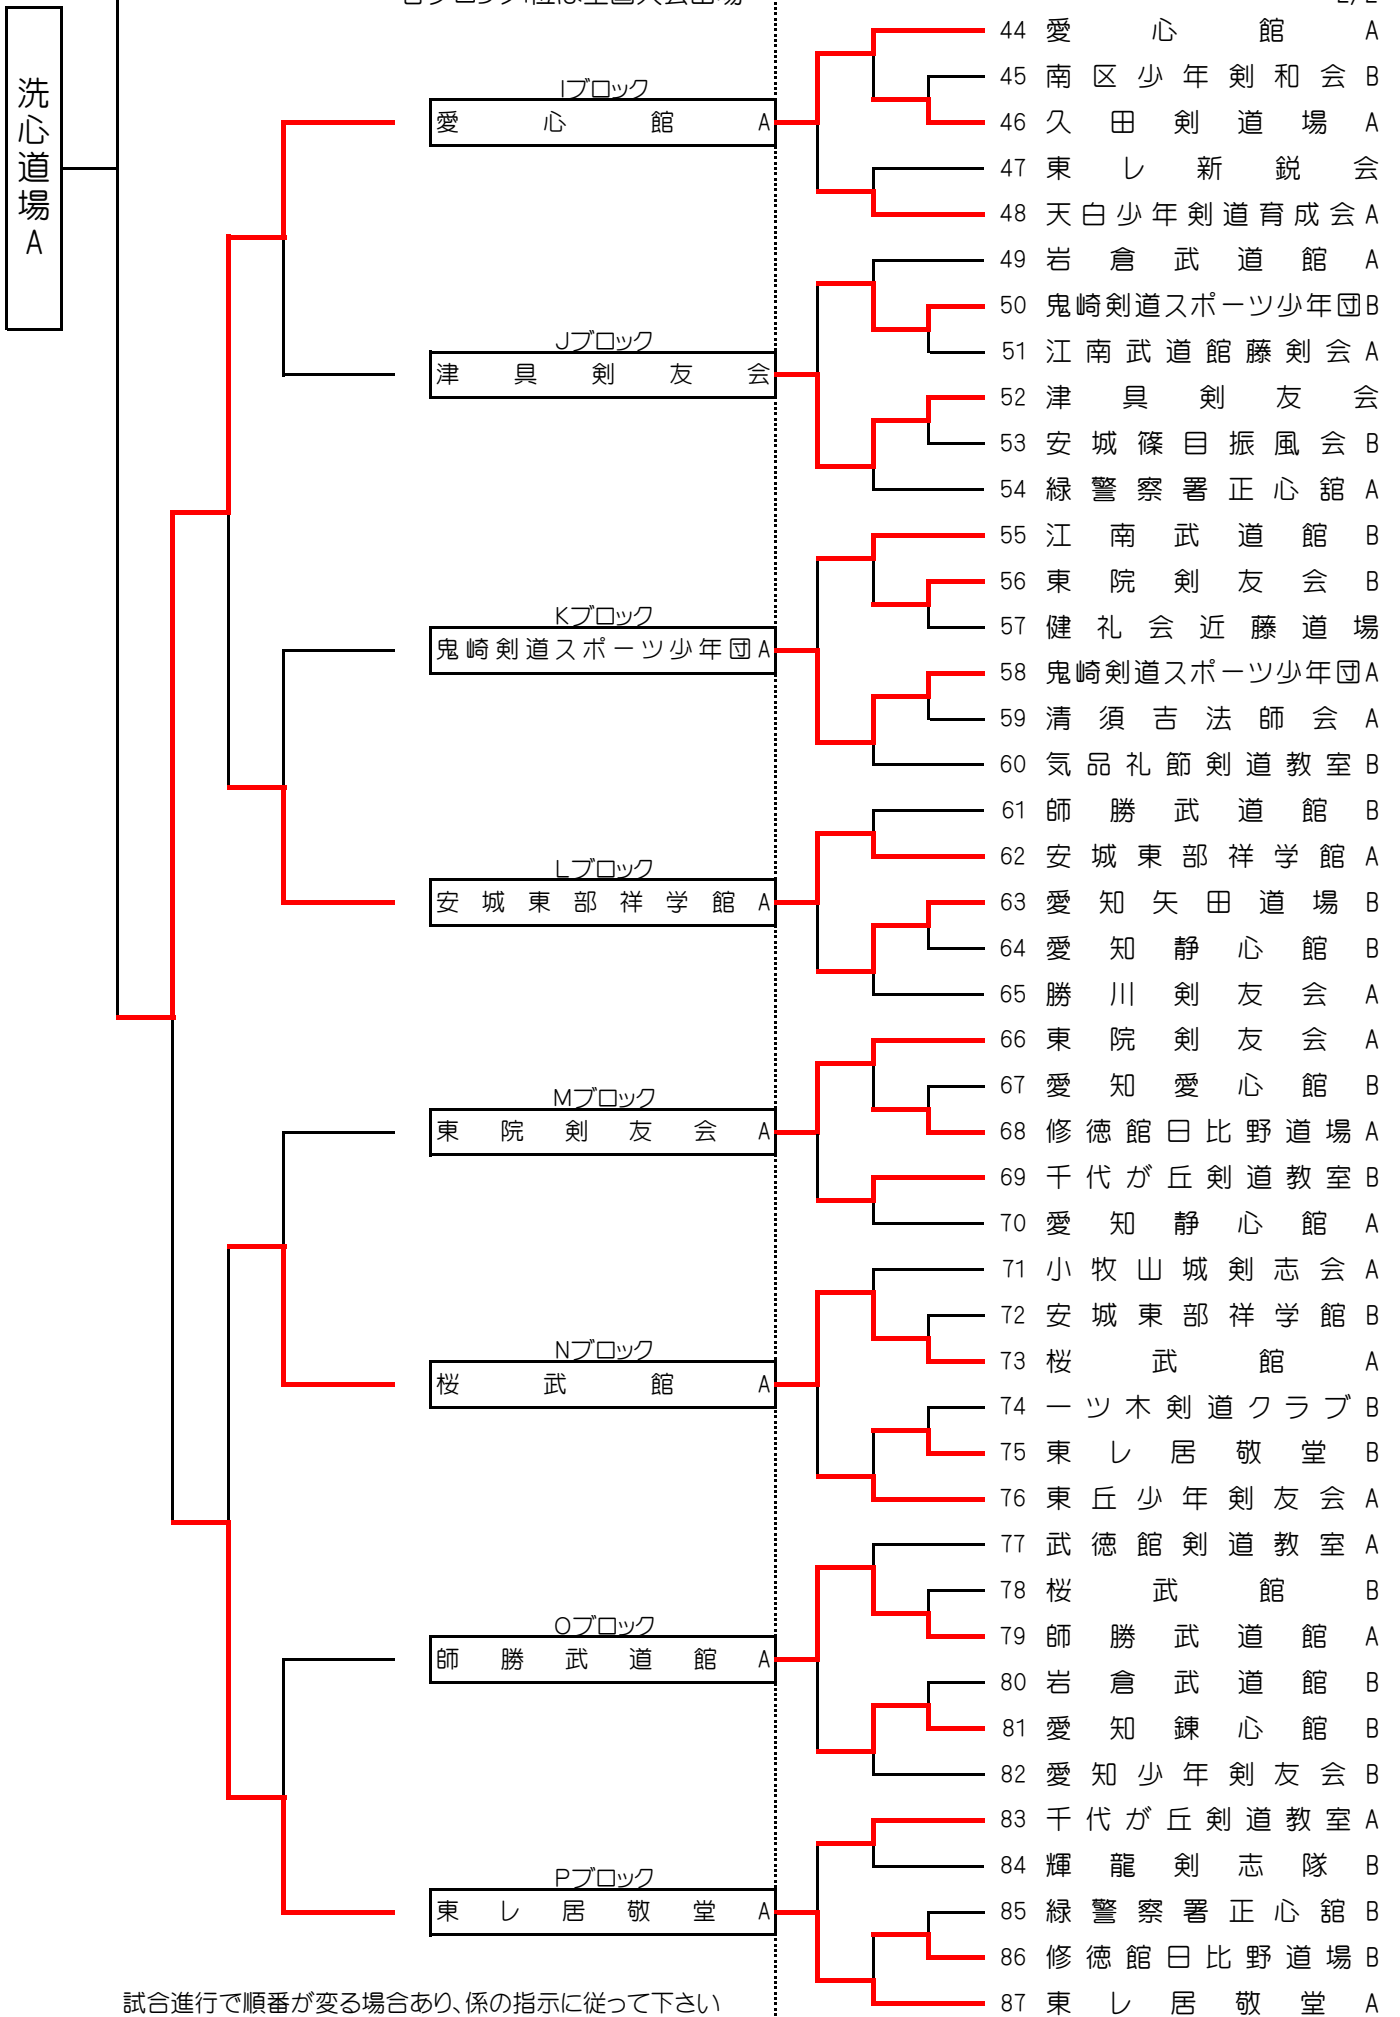 洗心道場A
44 愛心館 A
45 南区少年剣和会 B
46 久田剣道場 A
47 東レ新鋭会
48 天白少年剣道育成会 A
49 岩倉武道館 A
50 鬼崎剣道スポーツ少年団B
51 江南武道館藤剣会 A
52 津具剣友会
53 安城篠目振風会 B
54 緑警察署正心舘 A
55 江南武道館 B
56 東院剣友会 B
57 健礼会近藤道場
58 鬼崎剣道スポーツ少年団A
59 清須吉法師会 A
60 気品礼節剣道教室 B
61 師勝武道館 B
62 安城東部祥学館 A
63 愛知矢田道場 B
64 愛知静心館 B
65 勝川剣友会 A
66 東院剣友会 A
67 愛知愛心館 B
68 修徳館日比野道場 A
69 千代が丘剣道教室 B
70 愛知静心館 A
71 小牧山城剣志会 A
72 安城東部祥学館 B
73 桜武館 A
74 一ツ木剣道クラブ B
75 東レ居敬堂 B
76 東丘少年剣友会 A
77 武徳館剣道教室 A
78 桜武館 B
79 師勝武道館 A
80 岩倉武道館 B
81 愛知錬心館 B
82 愛知少年剣友会 B
83 千代が丘剣道教室 A
84 輝龍剣志隊 B
85 緑警察署正心舘 B
86 修徳館日比野道場 B
87 東レ居敬堂 A
Iブロック
愛心館 A
Jブロック
津具剣友会
Kブロック
鬼崎剣道スポーツ少年団 A
Lブロック
安城東部祥学館 A
Mブロック
東院剣友会 A
Nブロック
桜武館 A
Oブロック
師勝武道館 A
Pブロック
東レ居敬堂 A
試合進行で順番が変る場合あり、係の指示に従って下さい